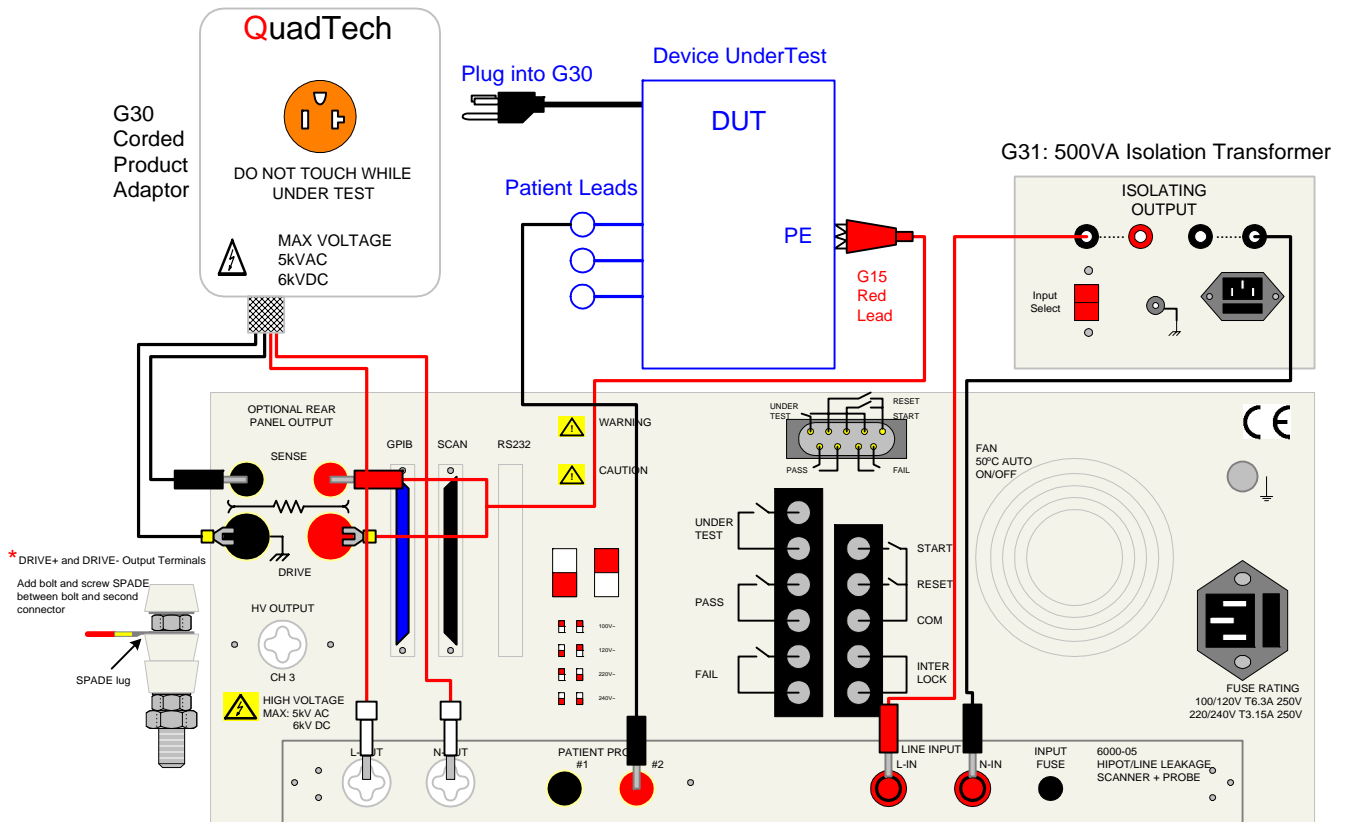 QuadTech
G30
Corded
Product
Adaptor
DO NOT TOUCH WHILE
UNDER TEST
MAX VOLTAGE
5kVAC
6kVDC
Plug into G30
Device UnderTest
DUT
Patient Leads
PE
G15
Red
Lead
G31: 500VA Isolation Transformer
ISOLATING
OUTPUT
Input
Select
OPTIONAL REAR
PANEL OUTPUT
SENSE
DRIVE
GPIB
SCAN
RS232
WARNING
CAUTION
UNDER
TEST
RESET
START
PASS
FAIL
FAN
50ºC AUTO
ON/OFF
CE
* DRIVE+ and DRIVE- Output Terminals
Add bolt and screw SPADE
between bolt and second
connector
SPADE lug
HV OUTPUT
CH 3
HIGH VOLTAGE
MAX: 5kV AC
6kV DC
100V~
120V~
220V~
240V~
UNDER
TEST
PASS
FAIL
START
RESET
COM
INTER
LOCK
FUSE RATING
100/120V T6.3A 250V
220/240V T3.15A 250V
PATIENT PRO
#1
#2
LINE INPUT
L-IN
N-IN
INPUT
FUSE
6000-05
HIPOT/LINE LEAKAGE
SCANNER + PROBE